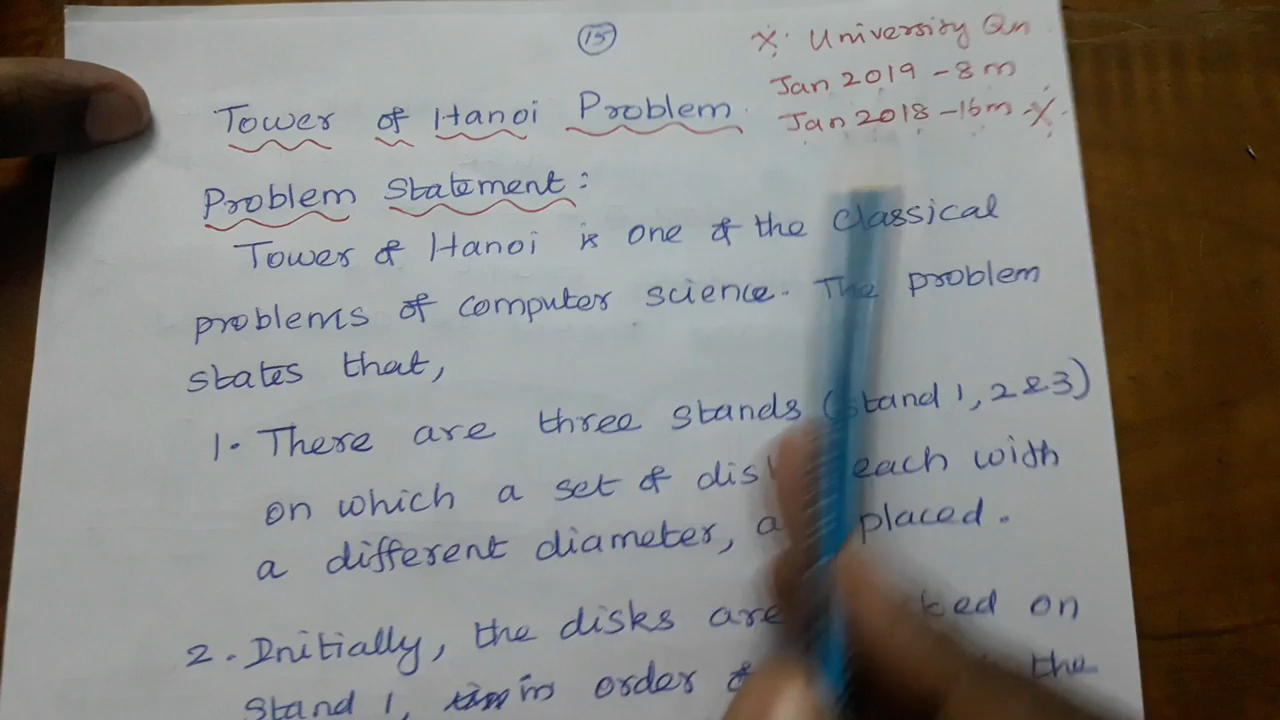 15
X University Qn
Jan 2019 - 8m
Jan 2018 - 16m - X
Tower of Hanoi Problem
Problem Statement:
Tower of Hanoi is one of the classical
problems of computer science. The problem
states that,
1. There are three stands (Stand 1, 2 & 3)
on which a set of each with
a different diameter, placed.
2. Initially, the disks are on
Stand 1, in order the